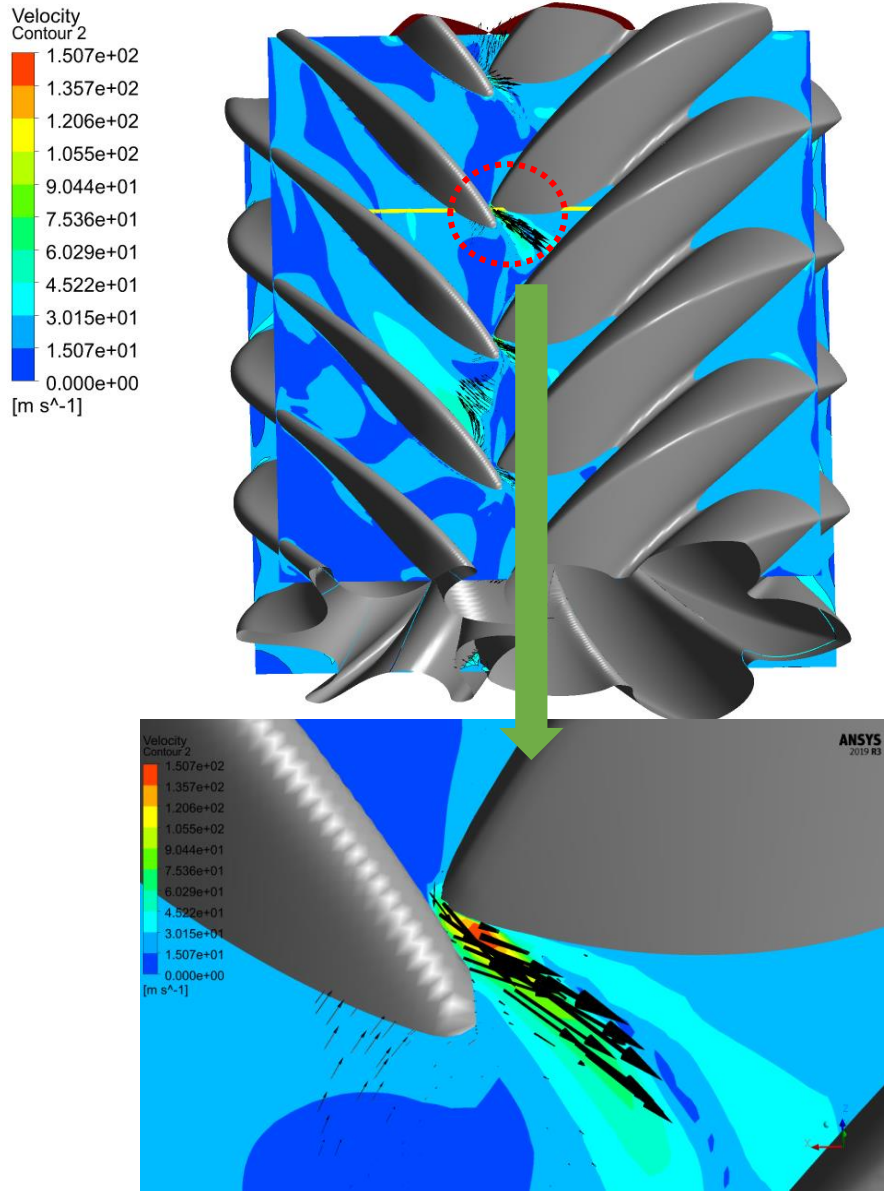 Velocity
Contour 2
1.507e+02
1.357e+02
1.206e+02
1.055e+02
9.044e+01
7.536e+01
6.029e+01
4.522e+01
3.015e+01
1.507e+01
0.000e+00
[m s^-1]
Velocity
Contour 2
1.507e+02
1.357e+02
1.206e+02
1.055e+02
9.044e+01
7.536e+01
6.029e+01
4.522e+01
3.015e+01
1.507e+01
0.000e+00
[m s^-1]
ANSYS
2019 R3
Z
X